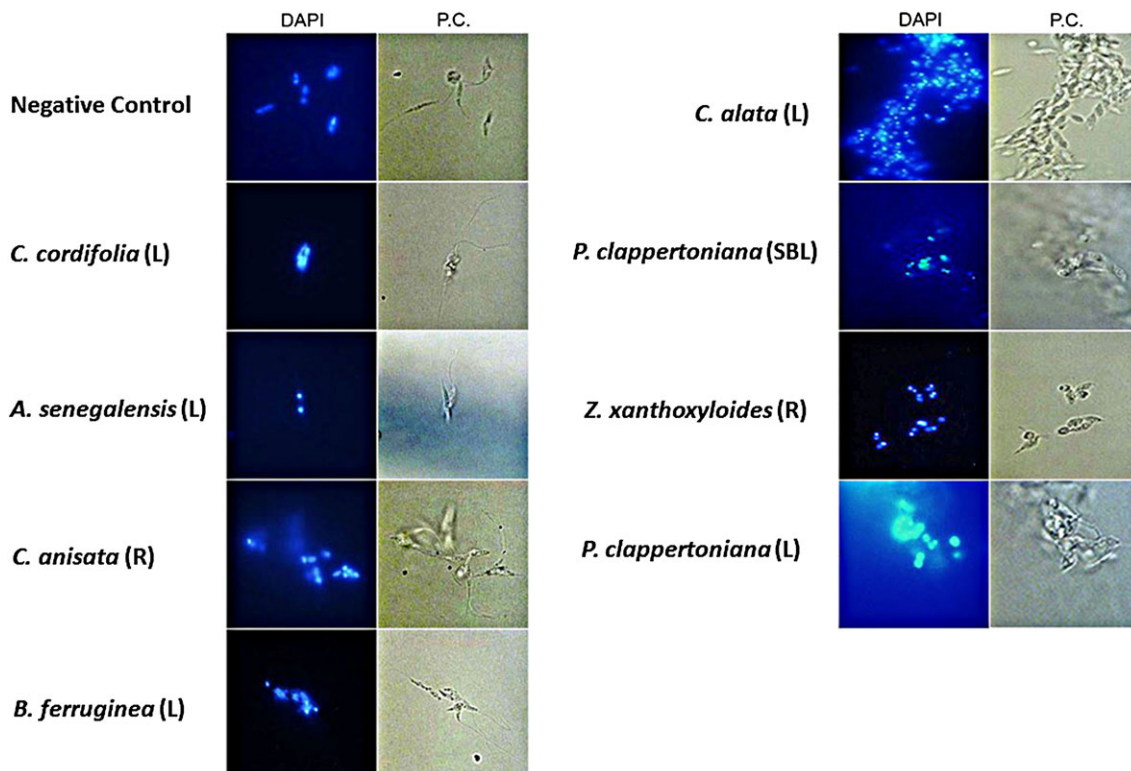 DAPI P.C.
Negative Control
C. cordifolia (L)
A. senegalensis (L)
C. anisata (R)
B. ferruginea (L)
DAPI P.C.
C. alata (L)
P. clappertoniana (SBL)
Z. xanthoxyloides (R)
P. clappertoniana (L)